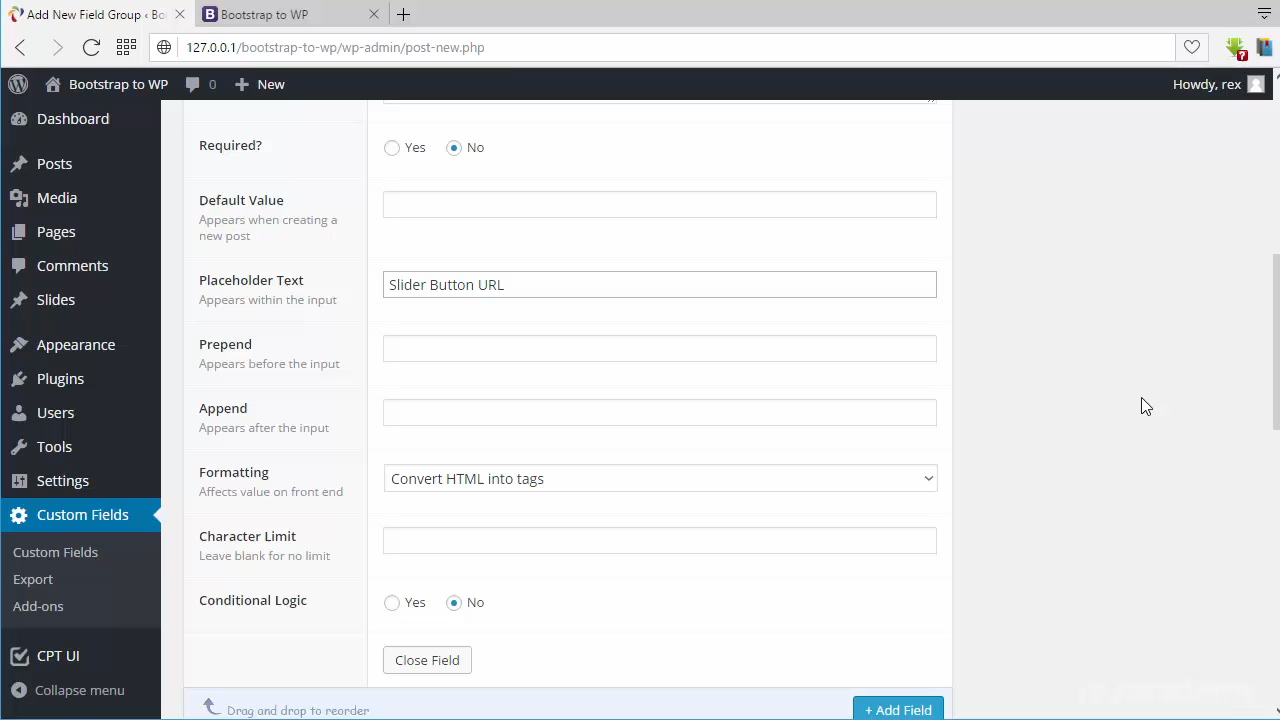 Add New Field Group ‹ Bo
Bootstrap to WP
127.0.0.1/bootstrap-to-wp/wp-admin/post-new.php
Bootstrap to WP
0
New
Howdy, rex
Dashboard
Posts
Media
Pages
Comments
Slides
Appearance
Plugins
Users
Tools
Settings
Custom Fields
Custom Fields
Export
Add-ons
CPT UI
Collapse menu
Required?
Yes
No
Default Value
Appears when creating a
new post
Placeholder Text
Appears within the input
Slider Button URL
Prepend
Appears before the input
Append
Appears after the input
Formatting
Affects value on front end
Convert HTML into tags
Character Limit
Leave blank for no limit
Conditional Logic
Yes
No
Close Field
Drag and drop to reorder
+ Add Field